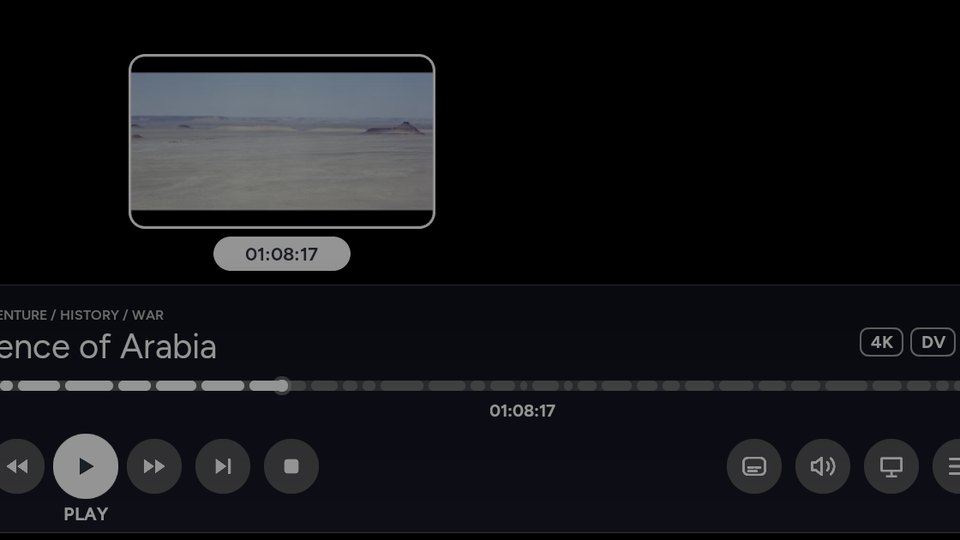 01:08:17
ENTURE / HISTORY / WAR
ence of Arabia
4K DV
01:08:17
PLAY